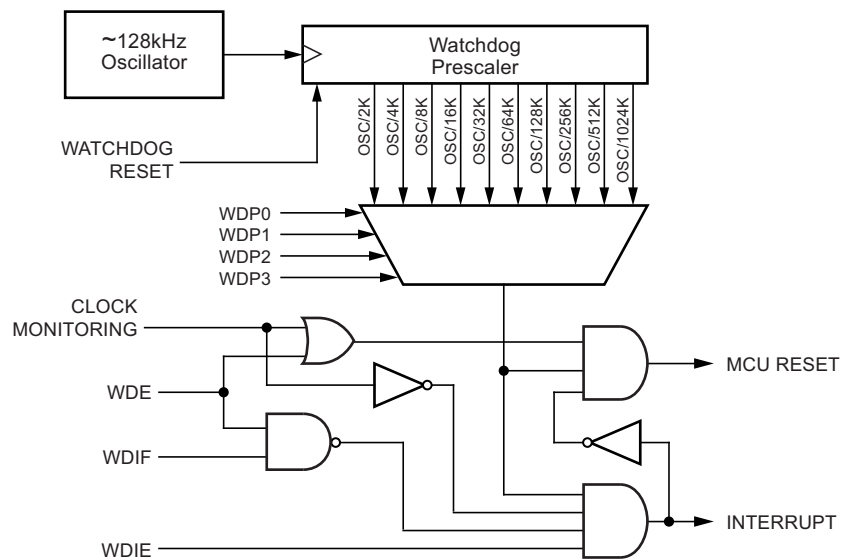 ~128kHz
Oscillator
Watchdog
Prescaler
OSC/2K
OSC/4K
OSC/8K
OSC/16K
OSC/32K
OSC/64K
OSC/128K
OSC/256K
OSC/512K
OSC/1024K
WATCHDOG
RESET
WDP0
WDP1
WDP2
WDP3
CLOCK
MONITORING
MCU RESET
WDE
WDIF
INTERRUPT
WDIE